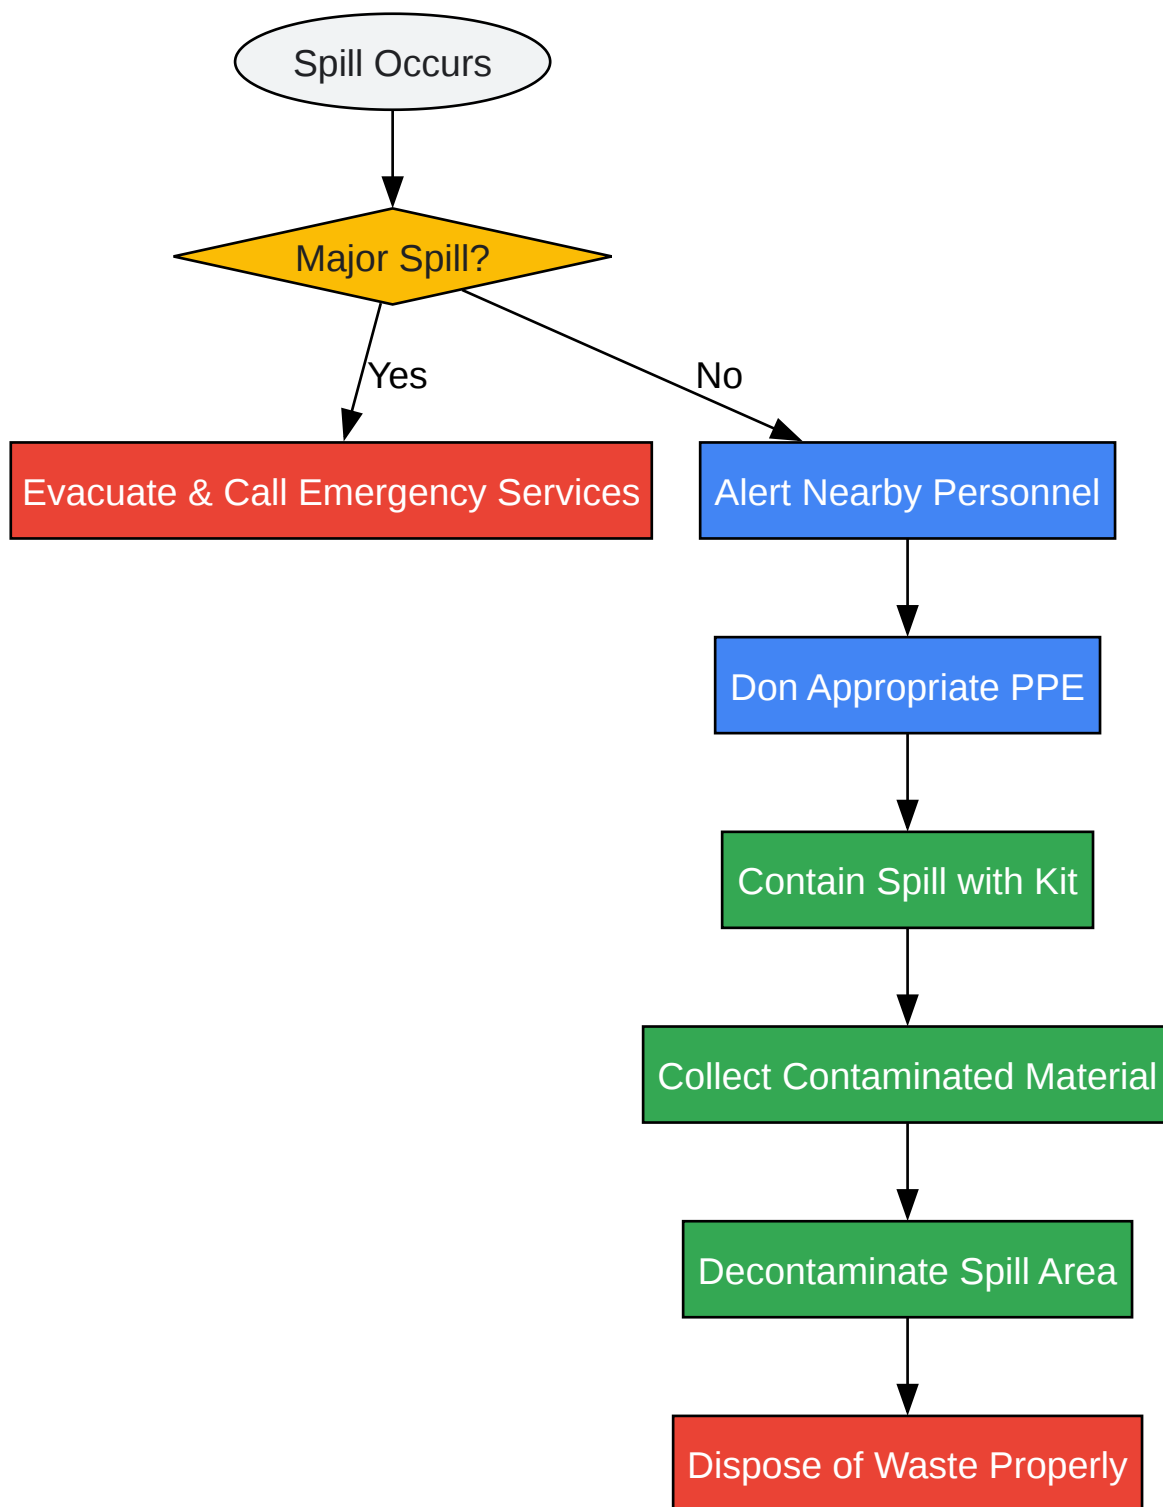 Spill Occurs
Major Spill?
Yes
No
Evacuate & Call Emergency Services
Alert Nearby Personnel
Don Appropriate PPE
Contain Spill with Kit
Collect Contaminated Material
Decontaminate Spill Area
Dispose of Waste Properly